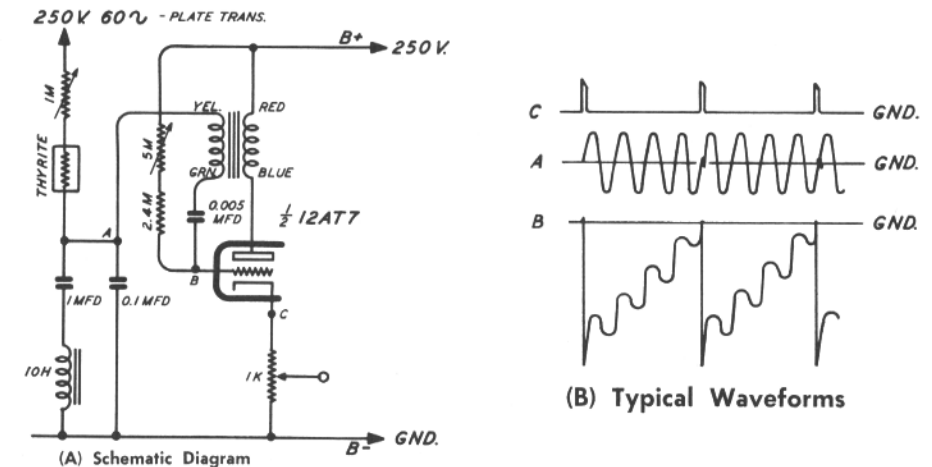 250V. 60~ - PLATE TRANS.
B+
250V.
1M
YEL.
RED
THYRITE
5M
GRN.
BLUE
2.4M
0.005
MFD
1/2 12AT7
A
B
1MFD
0.1MFD
C
10H
1K
B-
GND.
(A) Schematic Diagram
C
GND.
A
GND.
B
GND.
(B) Typical Waveforms